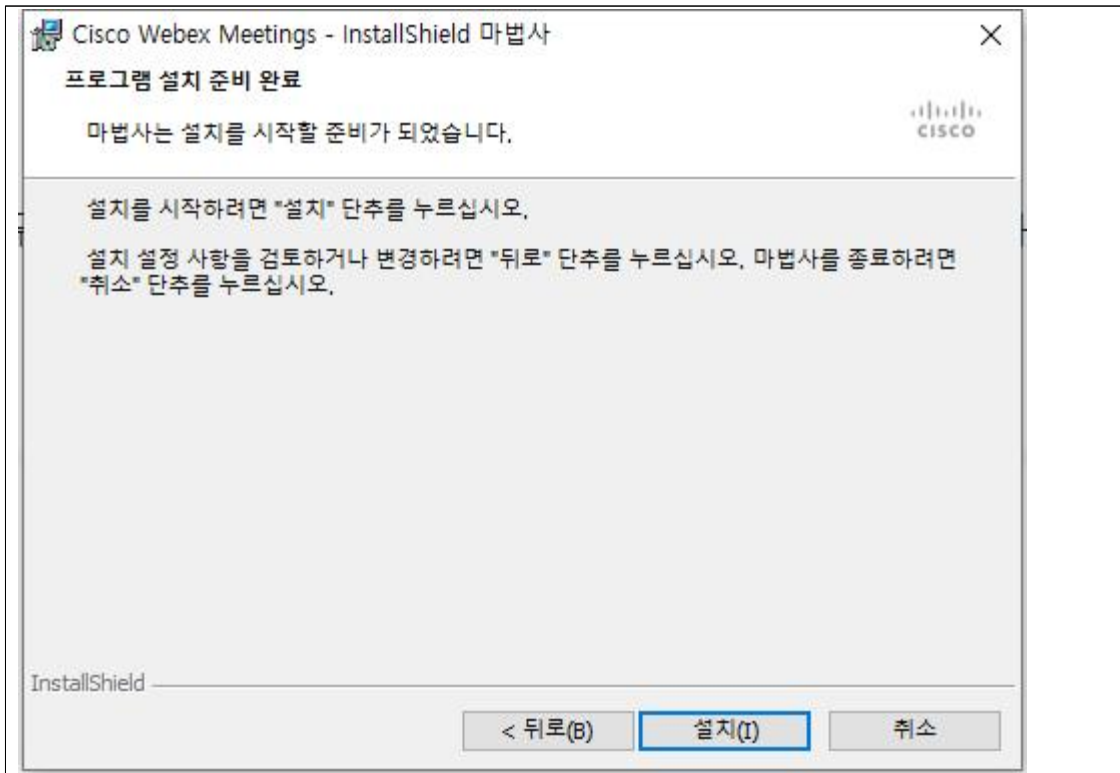 Cisco Webex Meetings - InstallShield 마법사
프로그램 설치 준비 완료
마법사는 설치를 시작할 준비가 되었습니다.
CISCO
설치를 시작하려면 "설치" 단추를 누르십시오.
설치 설정 사항을 검토하거나 변경하려면 "뒤로" 단추를 누르십시오. 마법사를 종료하려면
"취소" 단추를 누르십시오.
InstallShield
< 뒤로(B) 설치(I) 취소